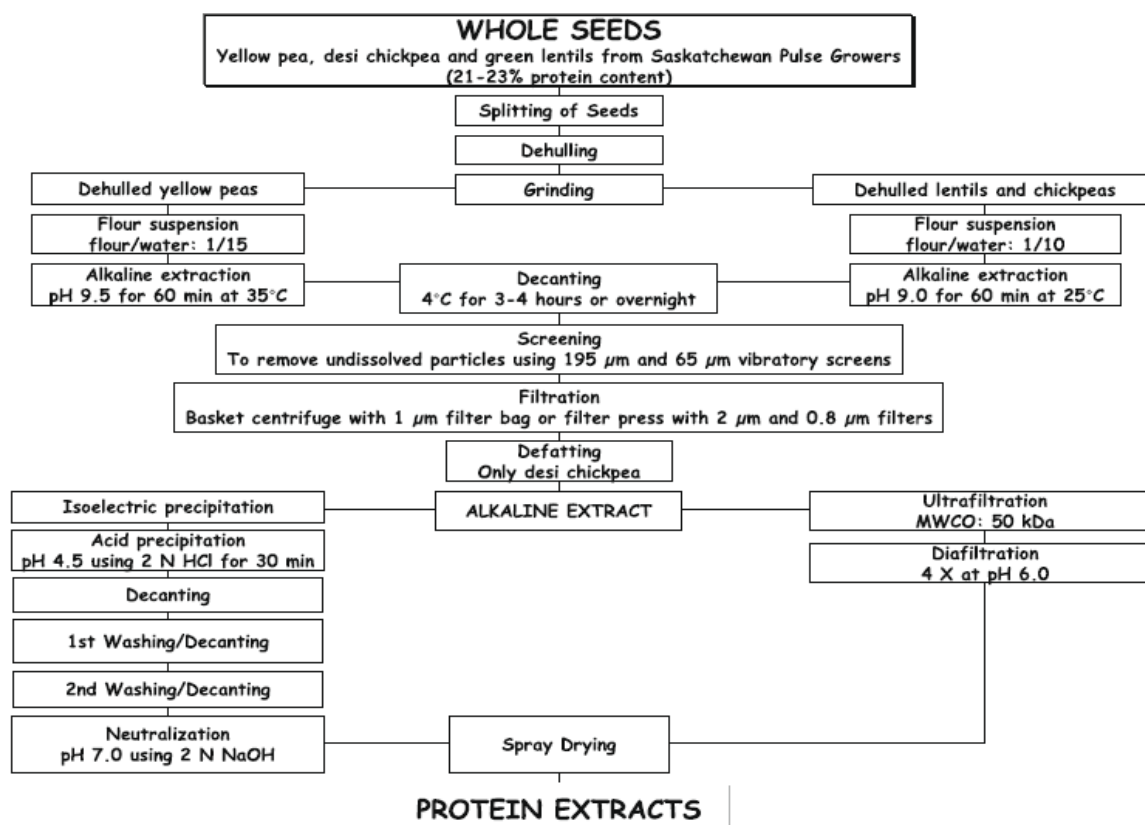 WHOLE SEEDS
Yellow pea, desi chickpea and green lentils from Saskatchewan Pulse Growers
(21-23% protein content)
Splitting of Seeds
Dehulling
Dehulled yellow peas
Grinding
Dehulled lentils and chickpeas
Flour suspension
flour/water: 1/15
Flour suspension
flour/water: 1/10
Alkaline extraction
pH 9.5 for 60 min at 35°C
Decanting
4°C for 3-4 hours or overnight
Alkaline extraction
pH 9.0 for 60 min at 25°C
Screening
To remove undissolved particles using 195 µm and 65 µm vibratory screens
Filtration
Basket centrifuge with 1 µm filter bag or filter press with 2 µm and 0.8 µm filters
Defatting
Only desi chickpea
Isoelectric precipitation
ALKALINE EXTRACT
Ultrafiltration
MWCO: 50 kDa
Acid precipitation
pH 4.5 using 2 N HCl for 30 min
Diafiltration
4 X at pH 6.0
Decanting
1st Washing/Decanting
2nd Washing/Decanting
Neutralization
pH 7.0 using 2 N NaOH
Spray Drying
PROTEIN EXTRACTS